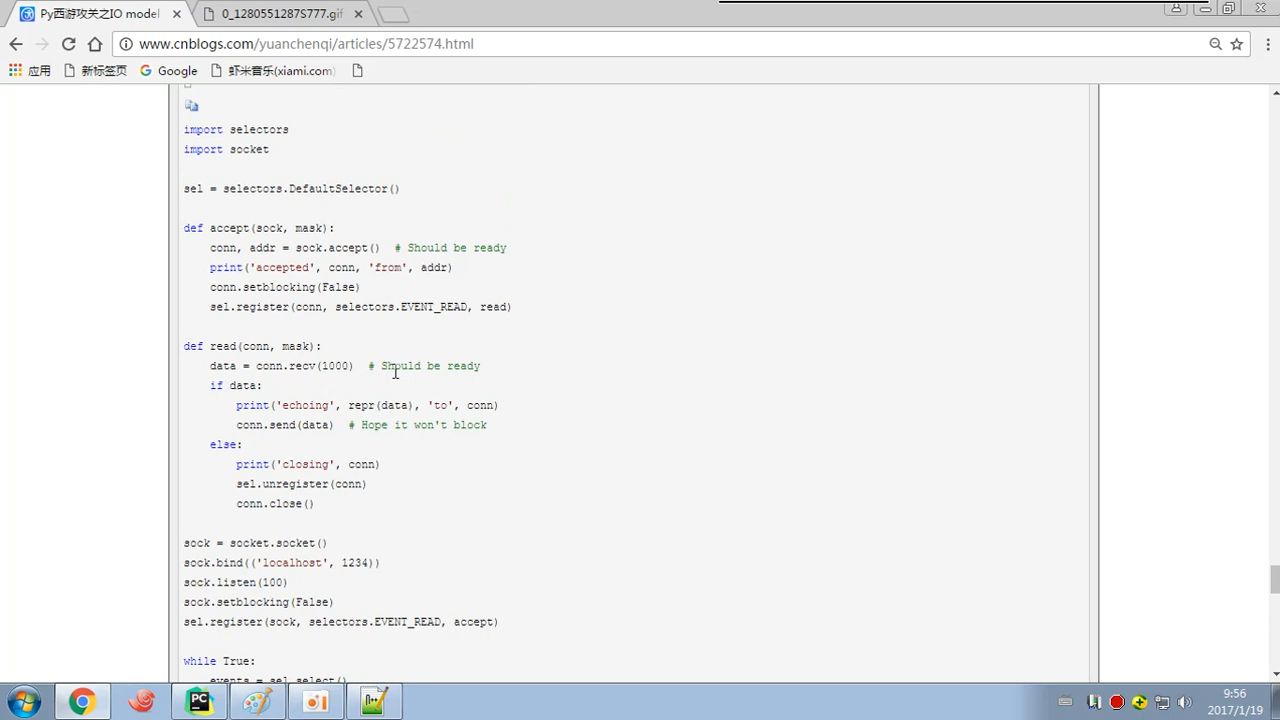 Py西游攻关之IO model
0_1280551287S777.gif
www.cnblogs.com/yuanchenqi/articles/5722574.html
应用
新标签页
Google
虾米音乐(xiami.com)
import selectors
import socket
sel = selectors.DefaultSelector()
def accept(sock, mask):
    conn, addr = sock.accept()  # Should be ready
    print('accepted', conn, 'from', addr)
    conn.setblocking(False)
    sel.register(conn, selectors.EVENT_READ, read)
def read(conn, mask):
    data = conn.recv(1000)  # Should be ready
    if data:
        print('echoing', repr(data), 'to', conn)
        conn.send(data)  # Hope it won't block
    else:
        print('closing', conn)
        sel.unregister(conn)
        conn.close()
sock = socket.socket()
sock.bind(('localhost', 1234))
sock.listen(100)
sock.setblocking(False)
sel.register(sock, selectors.EVENT_READ, accept)
while True:
    events = sel.select()
PC
9:56
2017/1/19